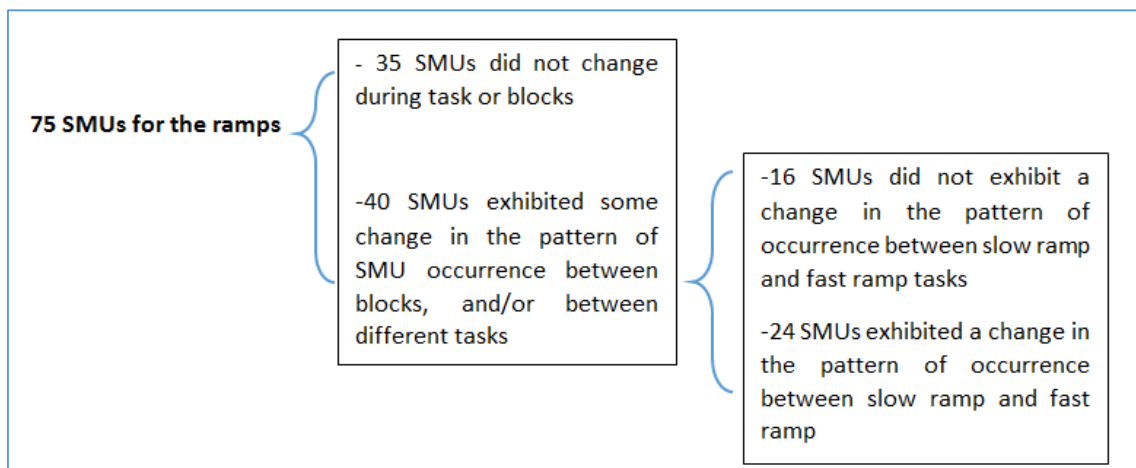 75 SMUs for the ramps
- 35 SMUs did not change
during task or blocks
-40 SMUs exhibited some
change in the pattern of
SMU occurrence between
blocks, and/or between
different tasks
-16 SMUs did not exhibit a
change in the pattern of
occurrence between slow ramp
and fast ramp tasks
-24 SMUs exhibited a change in
the pattern of occurrence
between slow ramp and fast
ramp